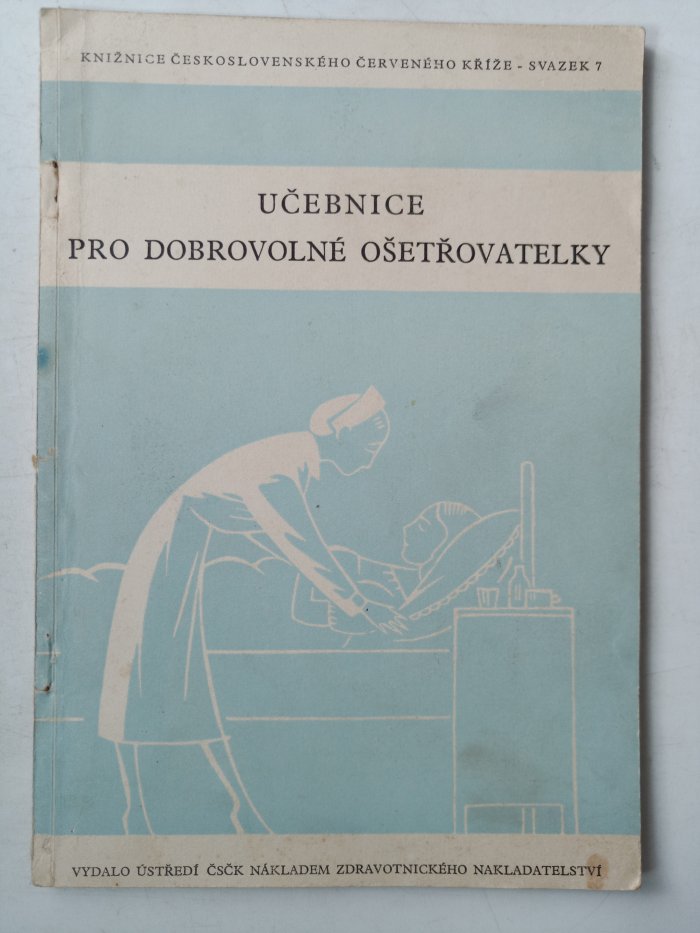 KNIŽNICE ČESKOSLOVENSKÉHO ČERVENÉHO KŘÍŽE - SVAZEK 7
UČEBNICE
PRO DOBROVOLNÉ OŠETŘOVATELKY
VYDALO ÚSTŘEDÍ ČSČK NÁKLADEM ZDRAVOTNICKÉHO NAKLADATELSTVÍ